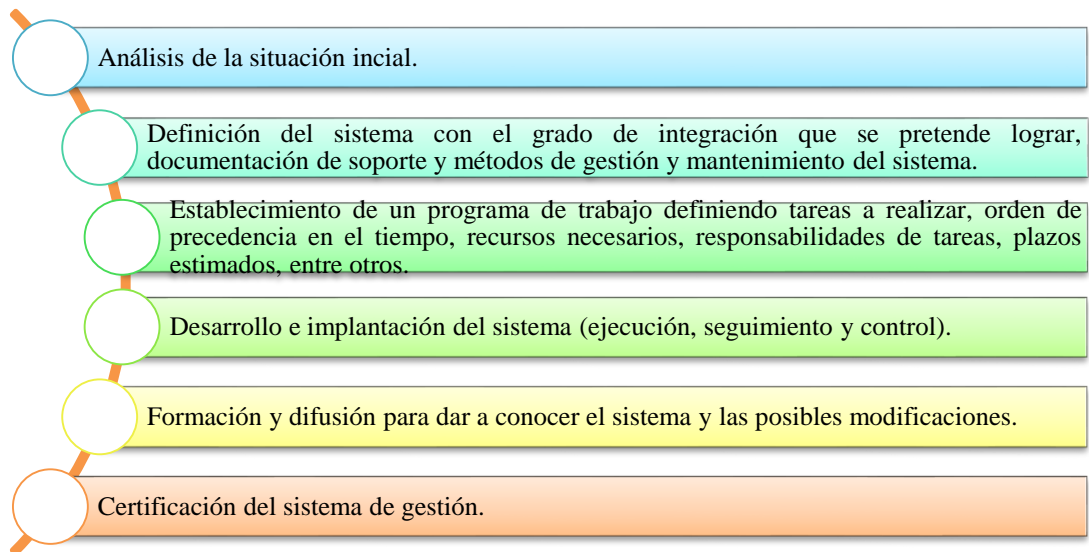 Análisis de la situación incial.
Definición del sistema con el grado de integración que se pretende lograr,
documentación de soporte y métodos de gestión y mantenimiento del sistema.
Establecimiento de un programa de trabajo definiendo tareas a realizar, orden de
precedencia en el tiempo, recursos necesarios, responsabilidades de tareas, plazos
estimados, entre otros.
Desarrollo e implantación del sistema (ejecución, seguimiento y control).
Formación y difusión para dar a conocer el sistema y las posibles modificaciones.
Certificación del sistema de gestión.